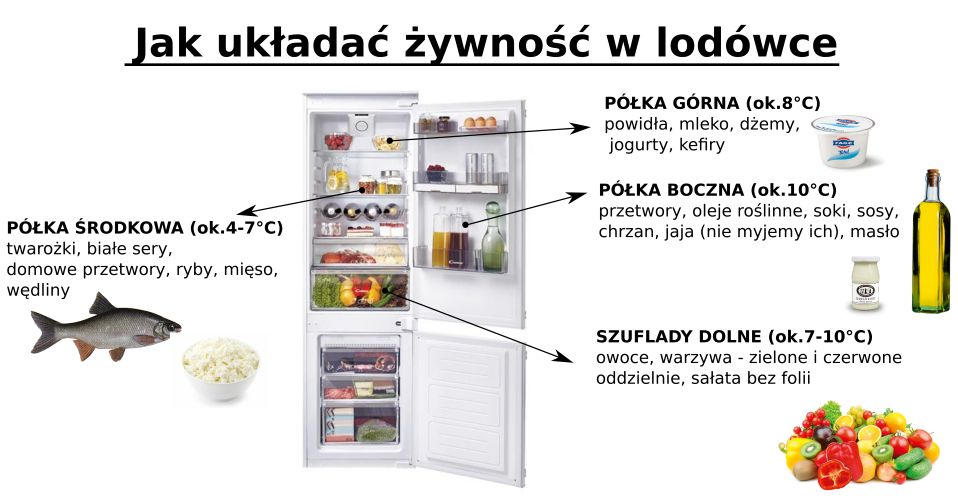 Jak układać żywność w lodówce
PÓŁKA GÓRNA (ok.8°C)
powidła, mleko, dżemy,
jogurty, kefiry
FAGE
PÓŁKA BOCZNA (ok.10°C)
przetwory, oleje roślinne, soki, sosy,
chrzan, jaja (nie myjemy ich), masło
PÓŁKA ŚRODKOWA (ok.4-7°C)
twarożki, białe sery,
domowe przetwory, ryby, mięso,
wędliny
SZUFLADY DOLNE (ok.7-10°C)
owoce, warzywa - zielone i czerwone
oddzielnie, sałata bez folii